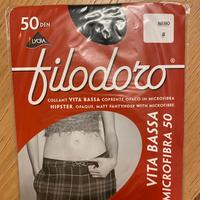 50 DEN
LYCRA
NERO
filodoro®
COLLANT VITA BASSA COPRENTE OPACO IN MICROFIBRA
HIPSTER, OPAQUE, MATT PANTYHOSE WITH MICROFIBRE
VITA BASSA
MICROFIBRA 50